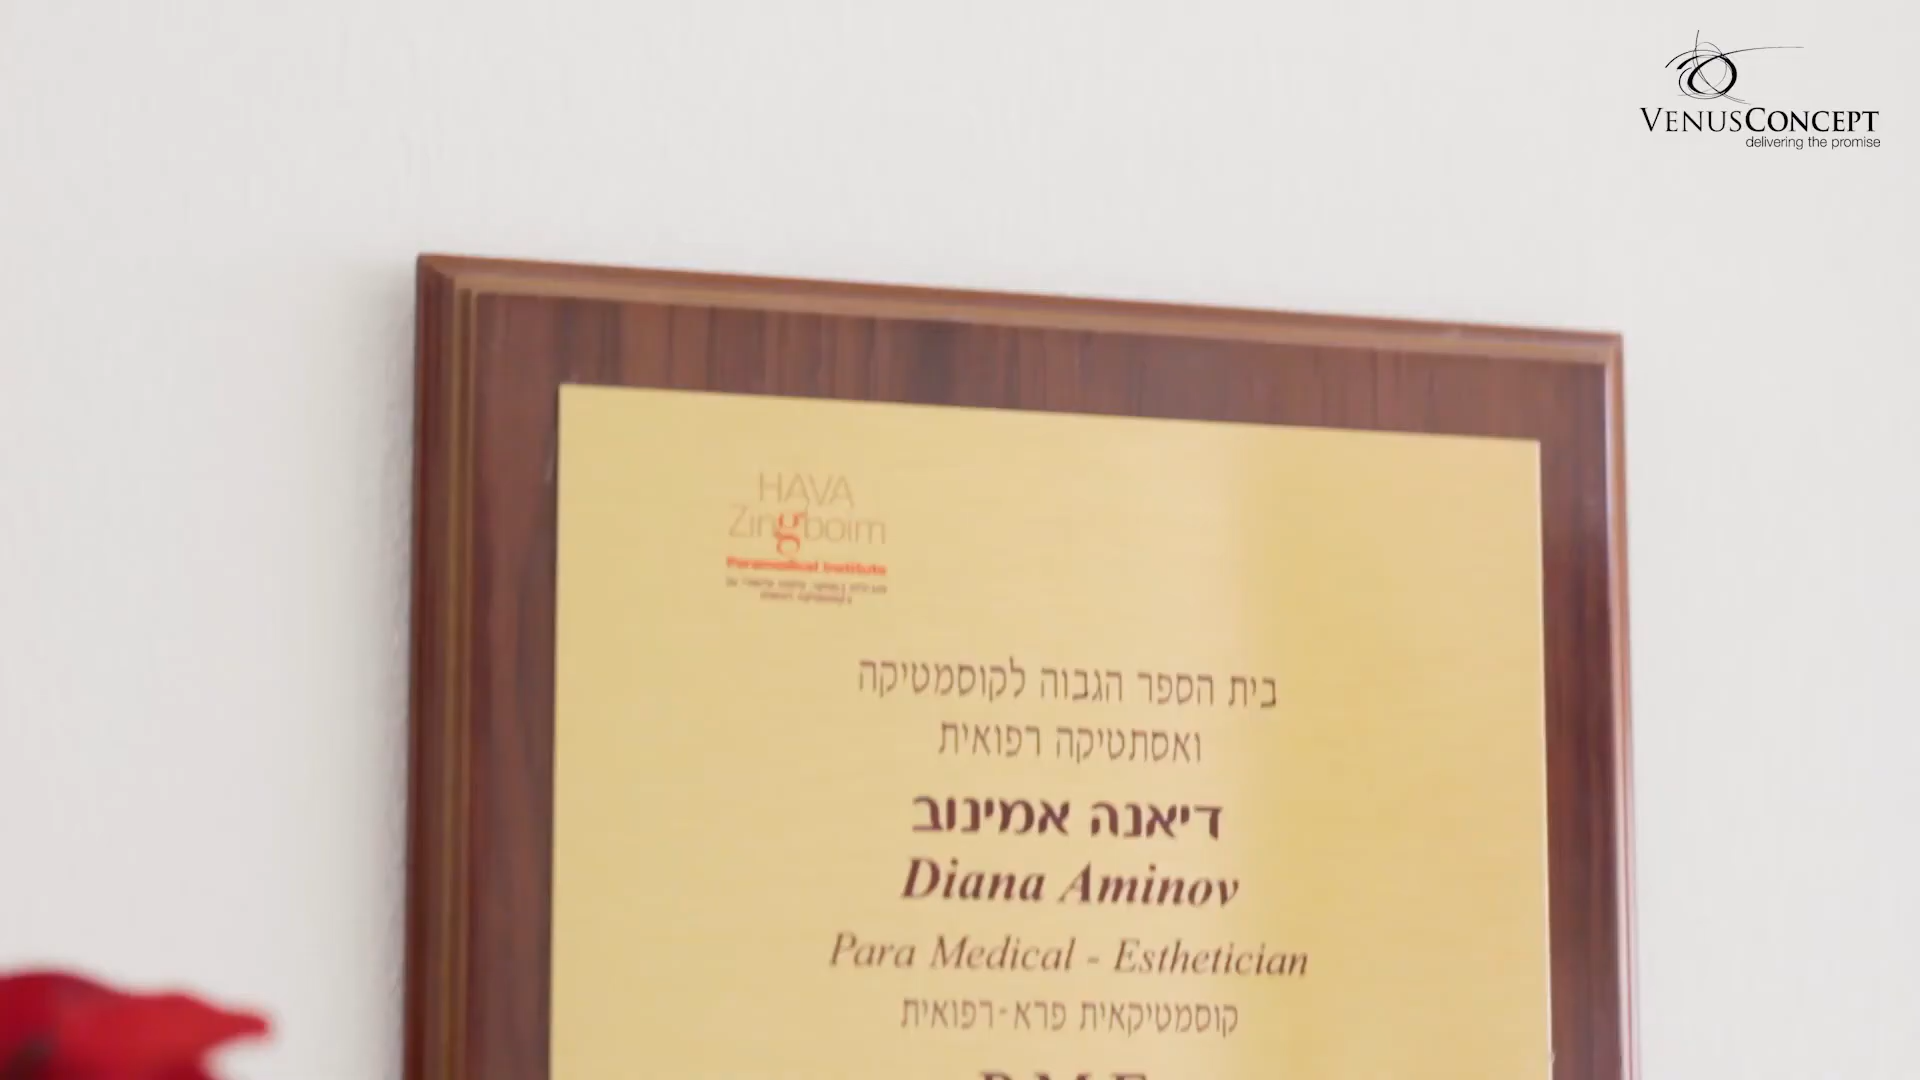 VENUSCONCEPT
delivering the promise
HAVA
Zingboim
Paramedical Institute
בית הספר הגבוה לקוסמטיקה
ואסתטיקה רפואית
דיאנה אמינוב
Diana Aminov
Para Medical - Esthetician
קוסמטיקאית פרא-רפואית
P.M.E